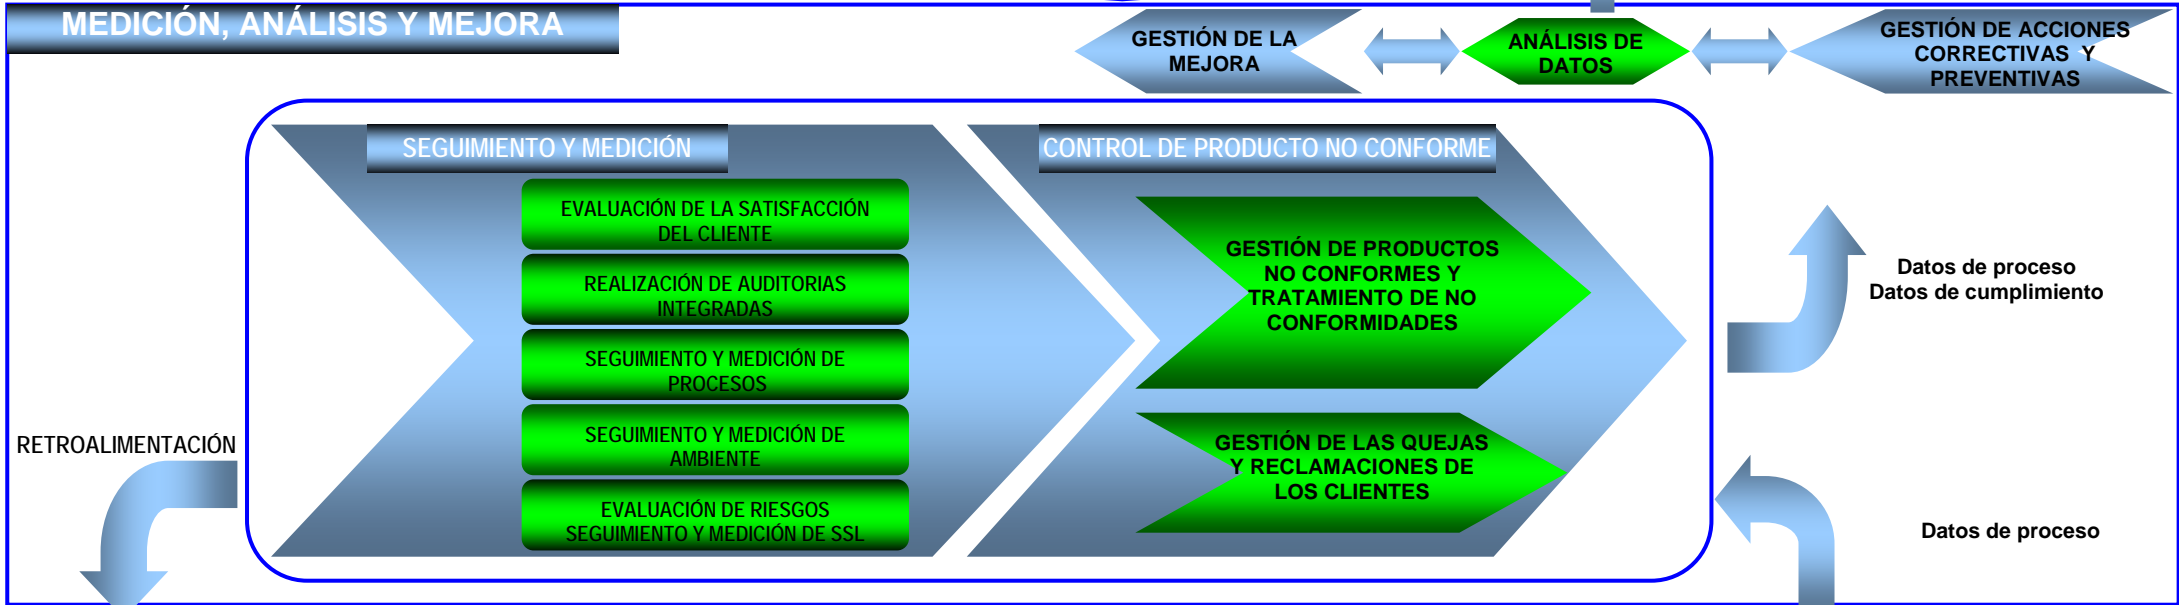 MEDICIÓN, ANÁLISIS Y MEJORA
GESTIÓN DE LA
MEJORA
ANÁLISIS DE
DATOS
GESTIÓN DE ACCIONES
CORRECTIVAS Y
PREVENTIVAS
SEGUIMIENTO Y MEDICIÓN
EVALUACIÓN DE LA SATISFACCIÓN
DEL CLIENTE
REALIZACIÓN DE AUDITORIAS
INTEGRADAS
SEGUIMIENTO Y MEDICIÓN DE
PROCESOS
SEGUIMIENTO Y MEDICIÓN DE
AMBIENTE
EVALUACIÓN DE RIESGOS
SEGUIMIENTO Y MEDICIÓN DE SSL
CONTROL DE PRODUCTO NO CONFORME
GESTIÓN DE PRODUCTOS
NO CONFORMES Y
TRATAMIENTO DE NO
CONFORMIDADES
GESTIÓN DE LAS QUEJAS
Y RECLAMACIONES DE
LOS CLIENTES
Datos de proceso
Datos de cumplimiento
RETROALIMENTACIÓN
Datos de proceso